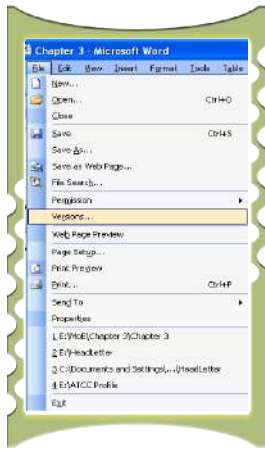 Chapter 3 - Microsoft Word
File Edit View Insert Format Tools Table
New...
Open... Ctrl+O
Close
Save Ctrl+S
Save As...
Save as Web Page...
File Search...
Permission
Versions...
Web Page Preview
Page Setup...
Print Preview
Print... Ctrl+P
Send To
Properties
1 E:\MoE\Chapter 3\Chapter 3
2 E:\HeadLetter
3 C:\Documents and Settings\...\HeadLetter
4 E:\ATCC Profile
Exit